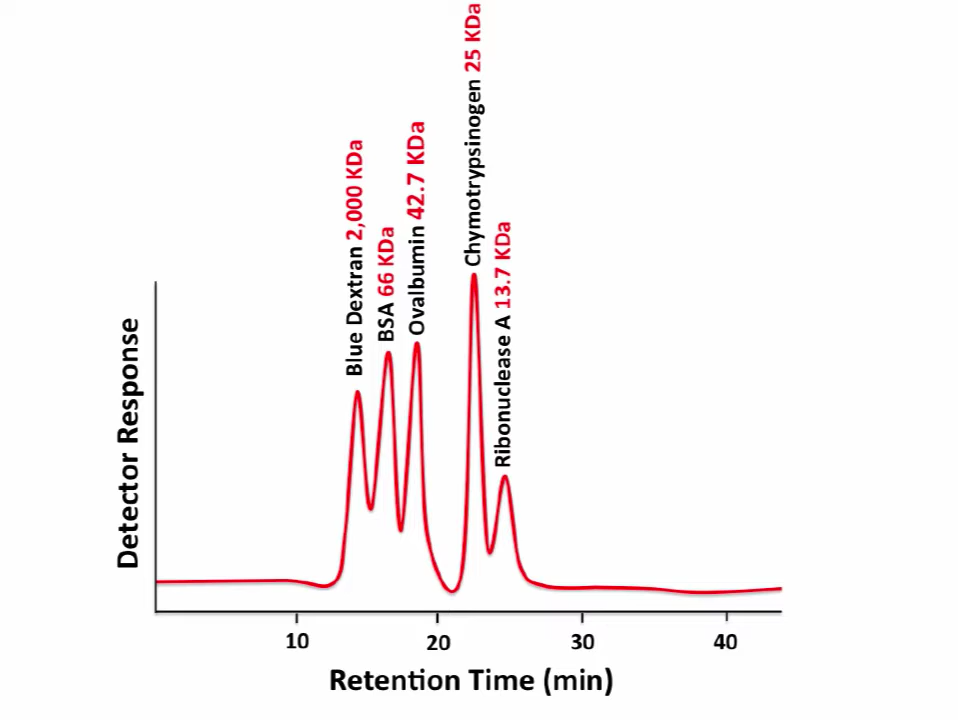 Blue Dextran 2,000 KDa
BSA 66 KDa
Ovalbumin 42.7 KDa
Chymotrypsinogen 25 KDa
Ribonuclease A 13.7 KDa
Detector Response
10 20 30 40
Retention Time (min)